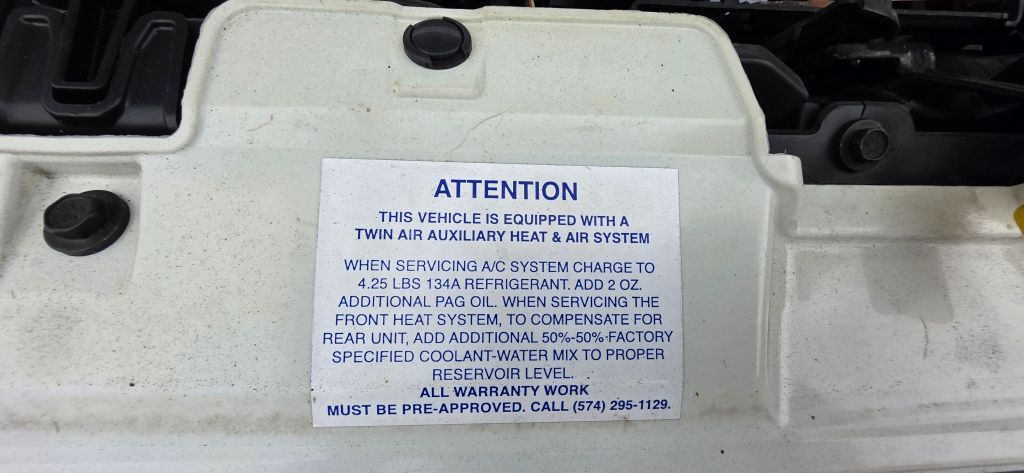 ATTENTION
THIS VEHICLE IS EQUIPPED WITH A
TWIN AIR AUXILIARY HEAT & AIR SYSTEM
WHEN SERVICING A/C SYSTEM CHARGE TO
4.25 LBS 134A REFRIGERANT. ADD 2 OZ.
ADDITIONAL PAG OIL. WHEN SERVICING THE
FRONT HEAT SYSTEM, TO COMPENSATE FOR
REAR UNIT, ADD ADDITIONAL 50%-50% FACTORY
SPECIFIED COOLANT-WATER MIX TO PROPER
RESERVOIR LEVEL.
ALL WARRANTY WORK
MUST BE PRE-APPROVED. CALL (574) 295-1129.